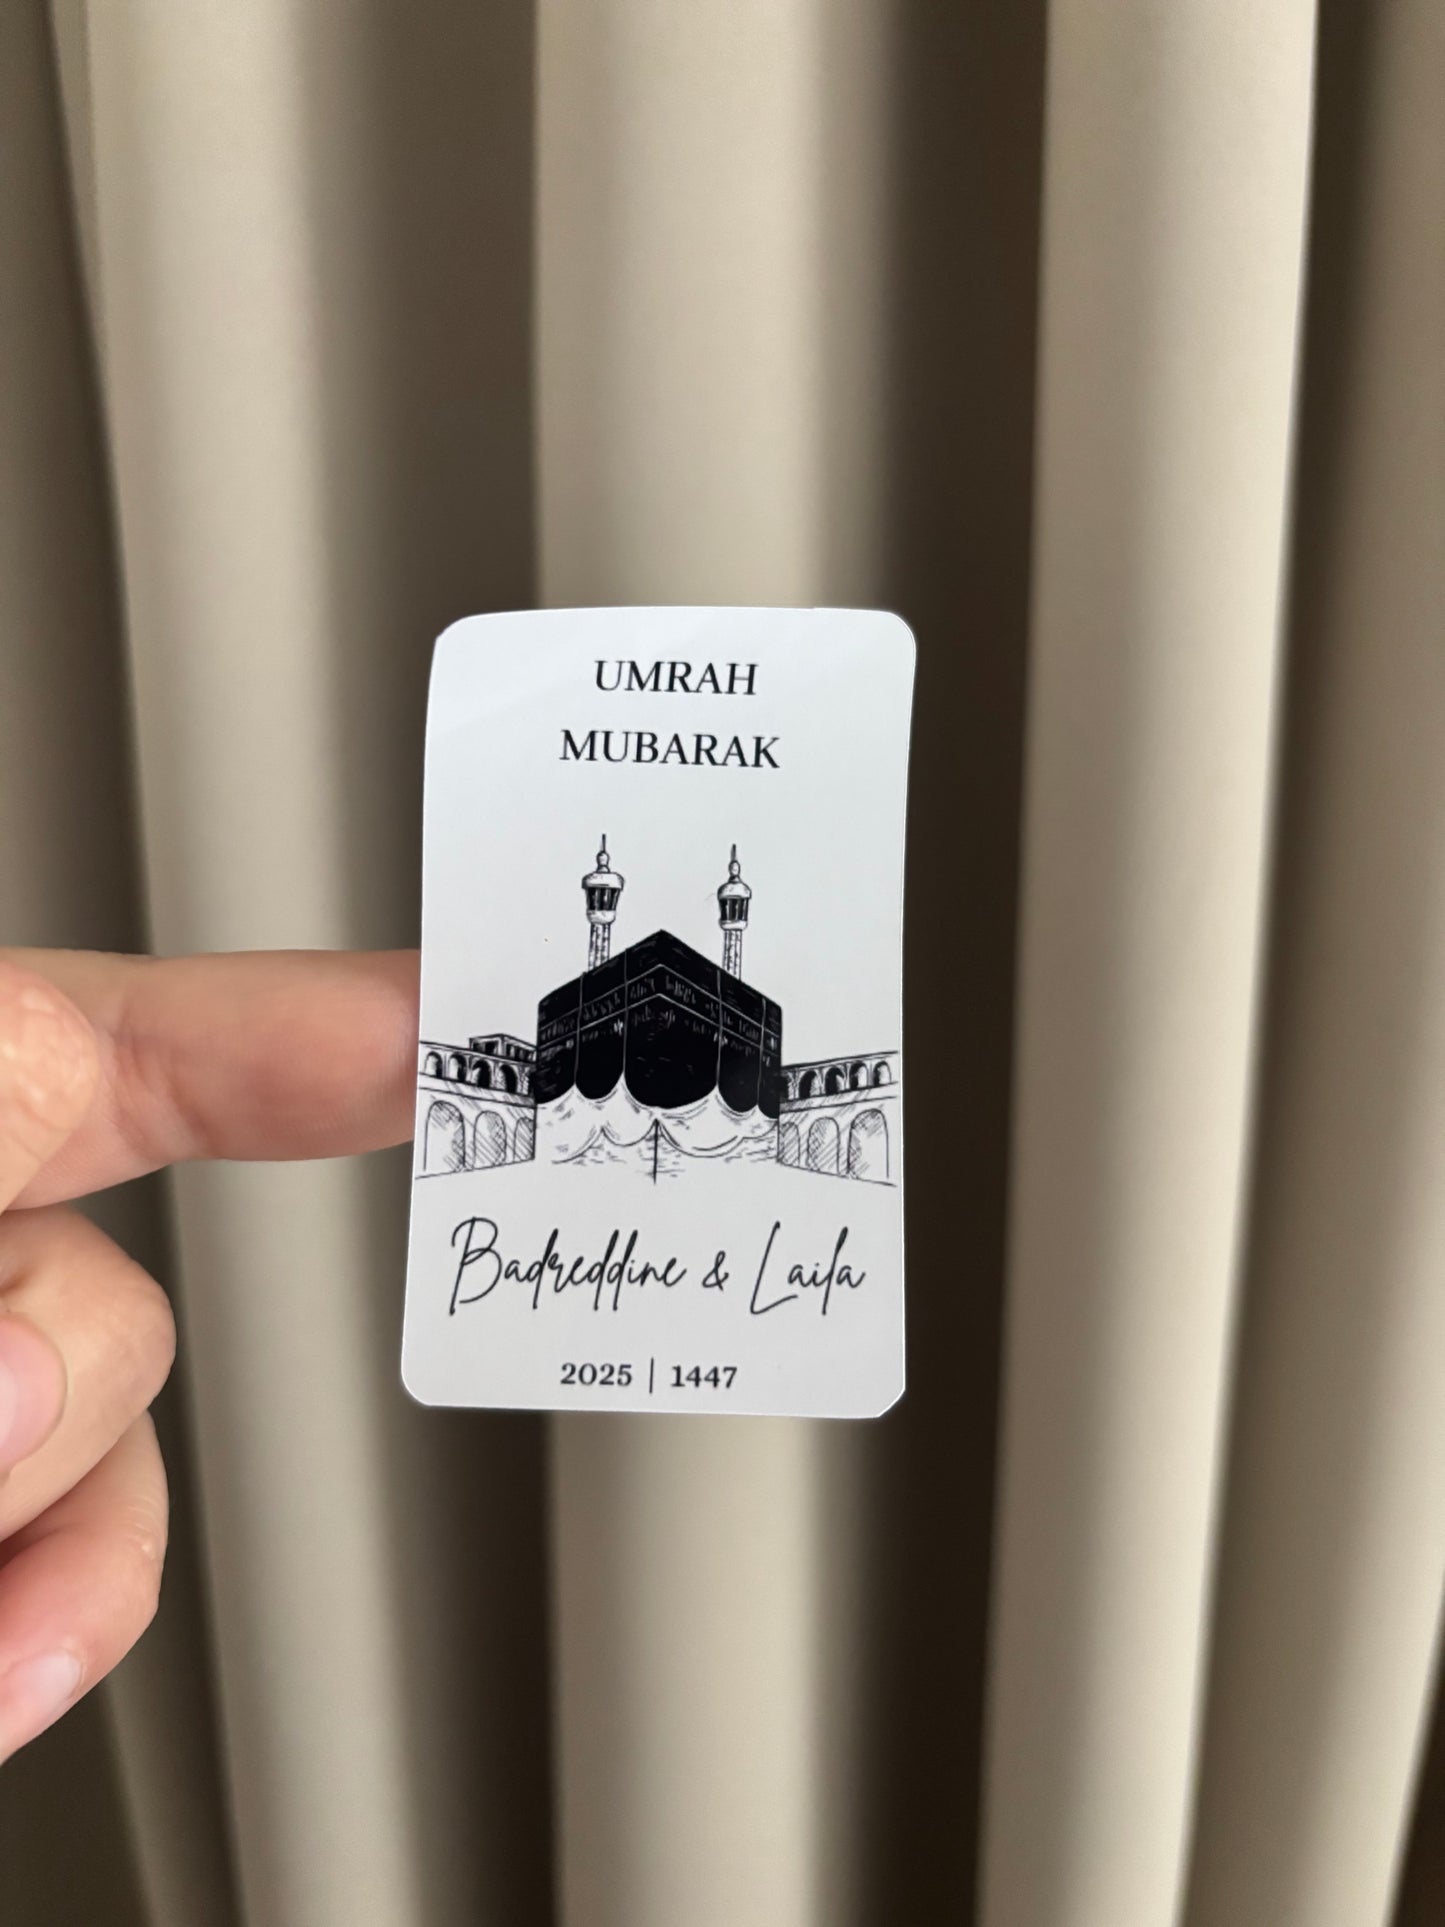 UMRAH
MUBARAK
Badreddine & Laila
2025 | 1447